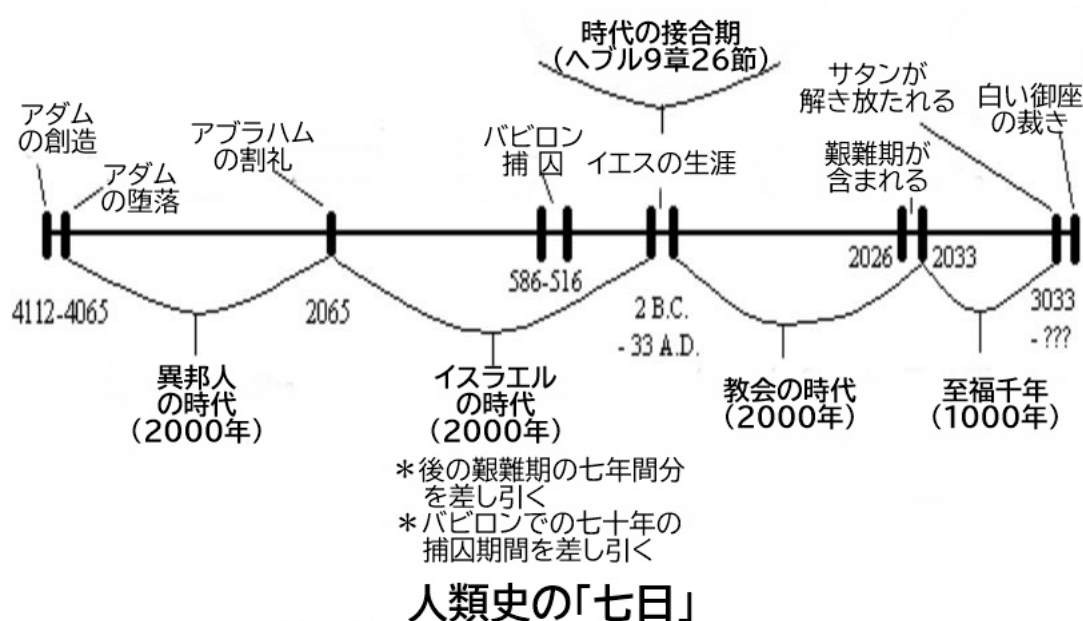 時代の接合期
（ヘブル9章26節）
アダム
の創造
アダム
の堕落
アブラハム
の割礼
バビロン
捕 囚
イエスの生涯
サタンが
解き放たれる
艱難期が
含まれる
白い御座
の裁き
4112-4065
2065
586-516
2 B.C.
- 33 A.D.
2026
2033
3033
- ???
異邦人
の時代
（2000年）
イスラエル
の時代
（2000年）
教会の時代
（2000年）
至福千年
（1000年）
＊後の艱難期の七年間分
を差し引く
＊バビロンでの七十年の
捕囚期間を差し引く
人類史の「七日」